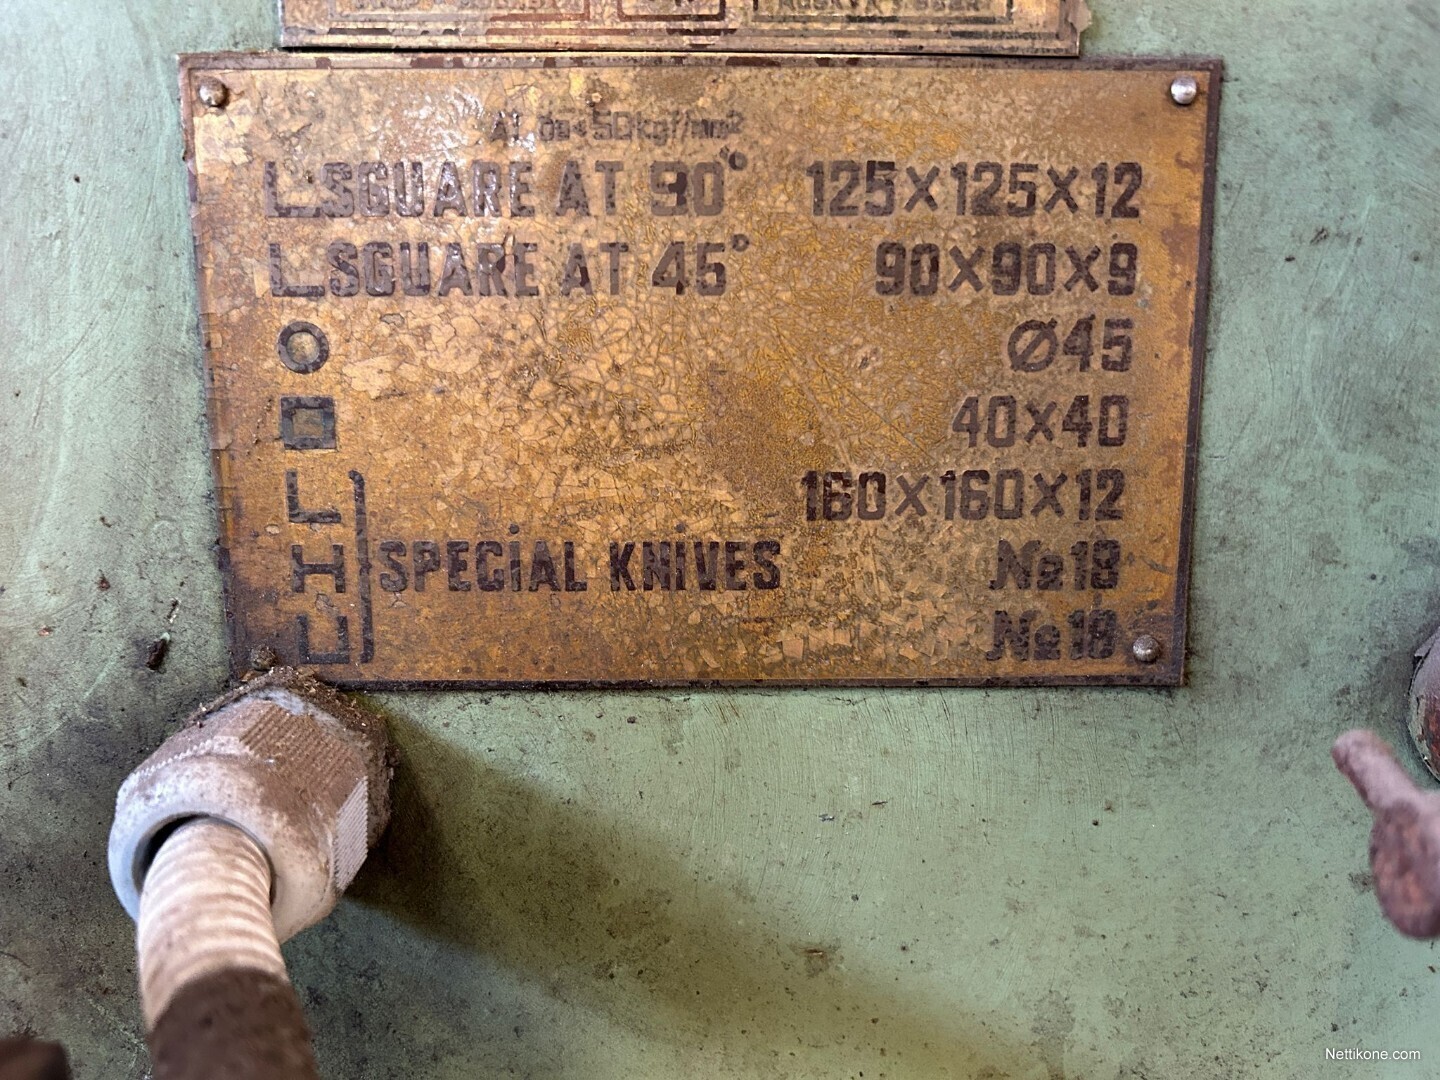 At σв<50kgf/mm²
SGUARE AT 90° 125×125×12
SGUARE AT 45° 90×90×9
Ø45
40×40
160×160×12
SPECiAL KNIVES №18
№18
Nettikone.com